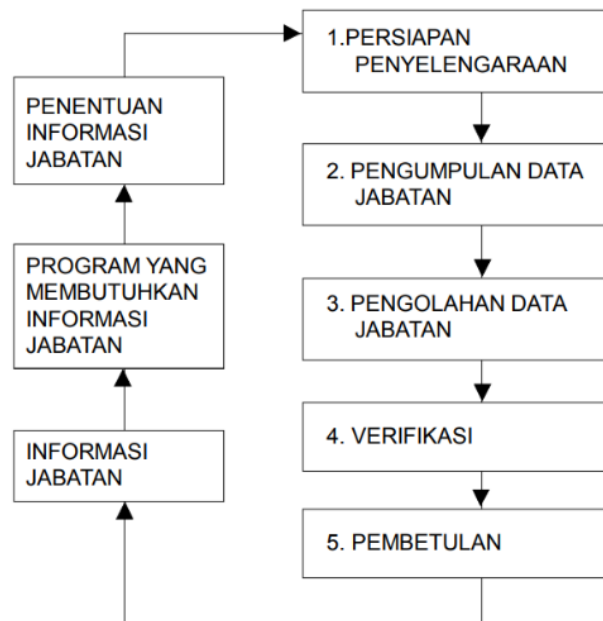 1.PERSIAPAN
PENYELENGARAAN
PENENTUAN
INFORMASI
JABATAN
2. PENGUMPULAN DATA
JABATAN
PROGRAM YANG
MEMBUTUHKAN
INFORMASI
JABATAN
3. PENGOLAHAN DATA
JABATAN
4. VERIFIKASI
INFORMASI
JABATAN
5. PEMBETULAN